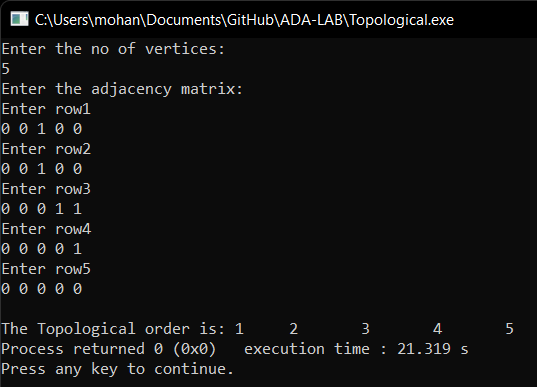 C:\Users\mohan\Documents\GitHub\ADA-LAB\Topological.exe
Enter the no of vertices:
5
Enter the adjacency matrix:
Enter row1
0 0 1 0 0
Enter row2
0 0 1 0 0
Enter row3
0 0 0 1 1
Enter row4
0 0 0 0 1
Enter row5
0 0 0 0 0
The Topological order is: 1     2       3       4       5
Process returned 0 (0x0)   execution time : 21.319 s
Press any key to continue.